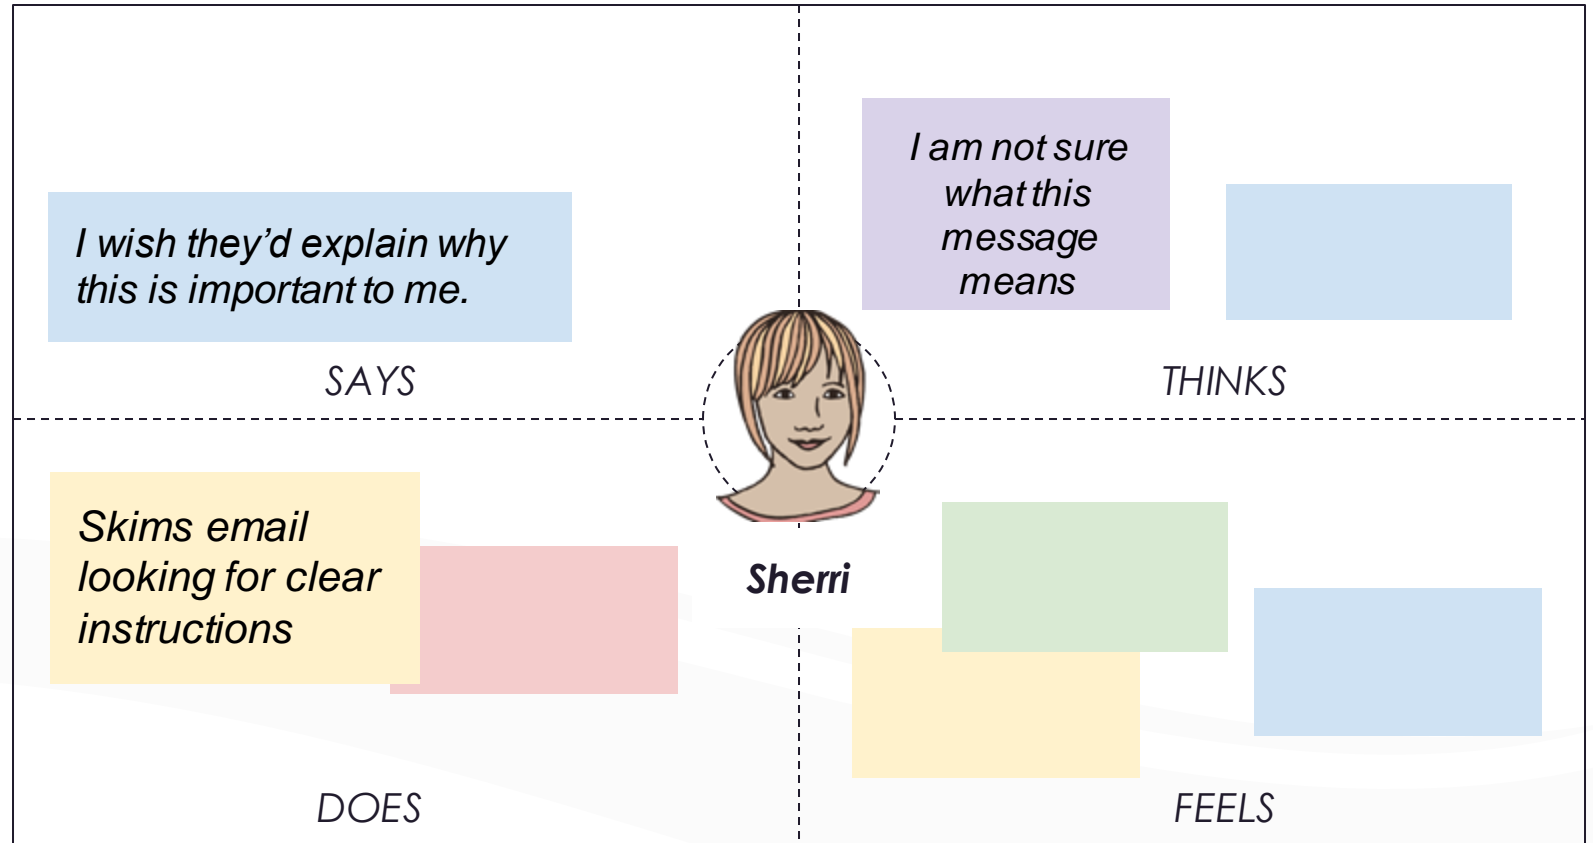 I wish they’d explain why
this is important to me.
SAYS
I am not sure
what this
message
means
THINKS
Sherri
Skims email
looking for clear
instructions
DOES
FEELS